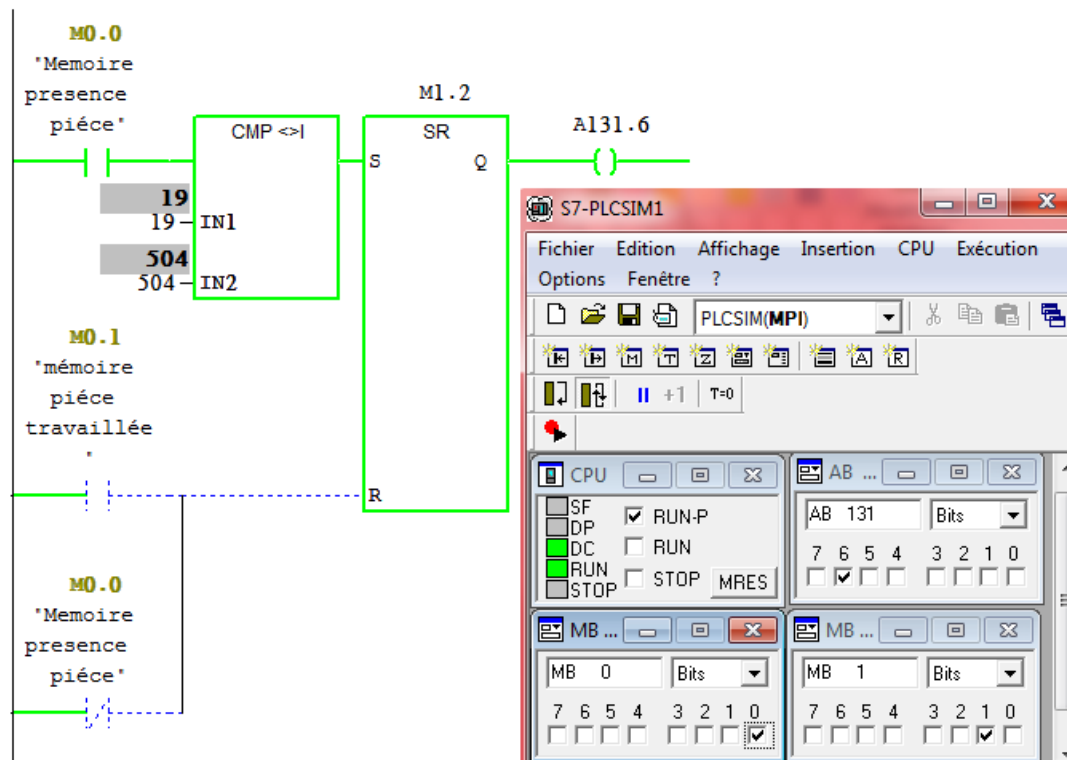 M0.0
"Memoire
presence
piéce"
CMP <>I
19
19 IN1
504
504 IN2
M1.2
SR
S Q
R
A131.6
( )
M0.1
"mémoire
piéce
travaillée
"
M0.0
"Memoire
presence
piéce"
S7-PLCSIM1
Fichier Edition Affichage Insertion CPU Exécution
Options Fenêtre ?
PLCSIM(MPI)
+1 T=0
CPU
SF
DP
DC
RUN
STOP
RUN-P
RUN
STOP MRES
AB ...
AB 131 Bits
7 6 5 4 3 2 1 0
MB ...
MB 0 Bits
7 6 5 4 3 2 1 0
MB ...
MB 1 Bits
7 6 5 4 3 2 1 0